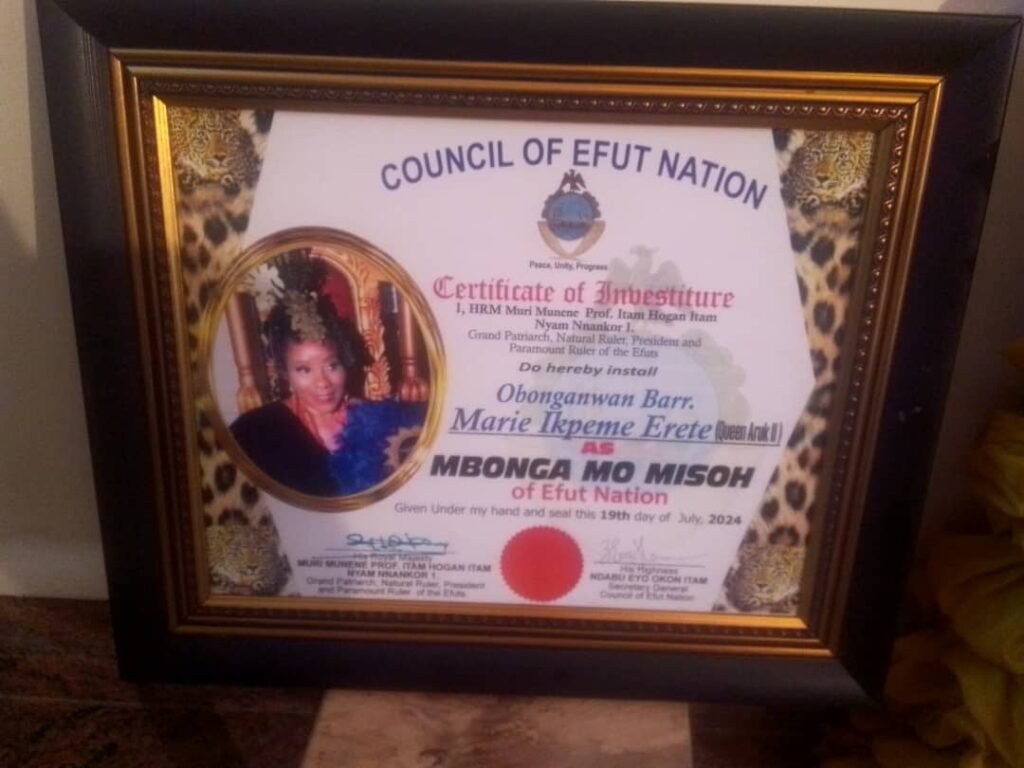 COUNCIL OF EFUT NATION
Peace, Unity, Progress
Certificate of Investiture
I, HRM Muri Munene Prof. Itam Hogan Itam
Nyam Nnankor I,
Grand Patriarch, Natural Ruler, President and
Paramount Ruler of the Efuts
Do hereby install
Obonganwan Barr.
Marie Ikpeme Erete (Queen Aruk II)
AS
MBONGA MO MISOH
of Efut Nation
Given Under my hand and seal this 19th day of July, 2024
His Royal Majesty
MURI MUNENE PROF. ITAM HOGAN ITAM
NYAM NNANKOR 1.
Grand Patriarch, Natural Ruler, President
and Paramount Ruler of the Efuts.
His Highness
NDABU EYO OKON ITAM
Secretary General
Council of Efut Nation